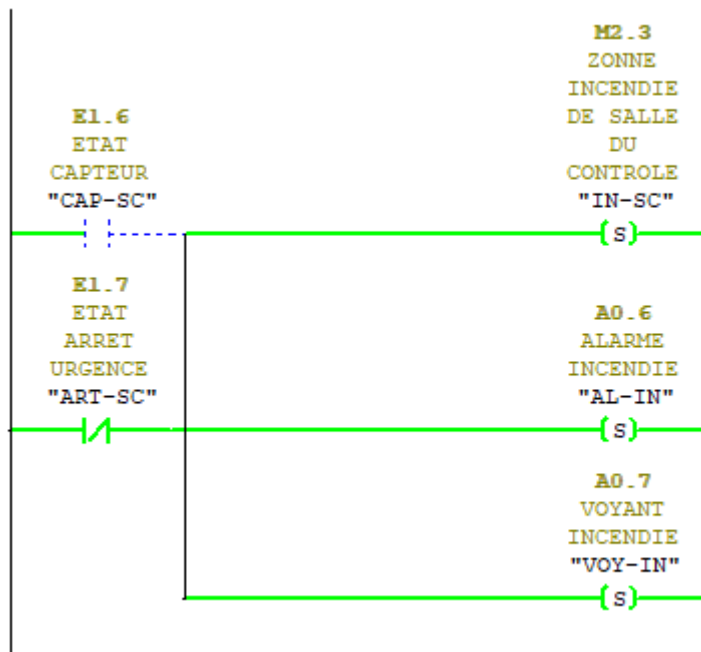 M2.3
ZONNE
INCENDIE
DE SALLE
DU
CONTROLE
"IN-SC"
(S)
E1.6
ETAT
CAPTEUR
"CAP-SC"
E1.7
ETAT
ARRET
URGENCE
"ART-SC"
A0.6
ALARME
INCENDIE
"AL-IN"
(S)
A0.7
VOYANT
INCENDIE
"VOY-IN"
(S)